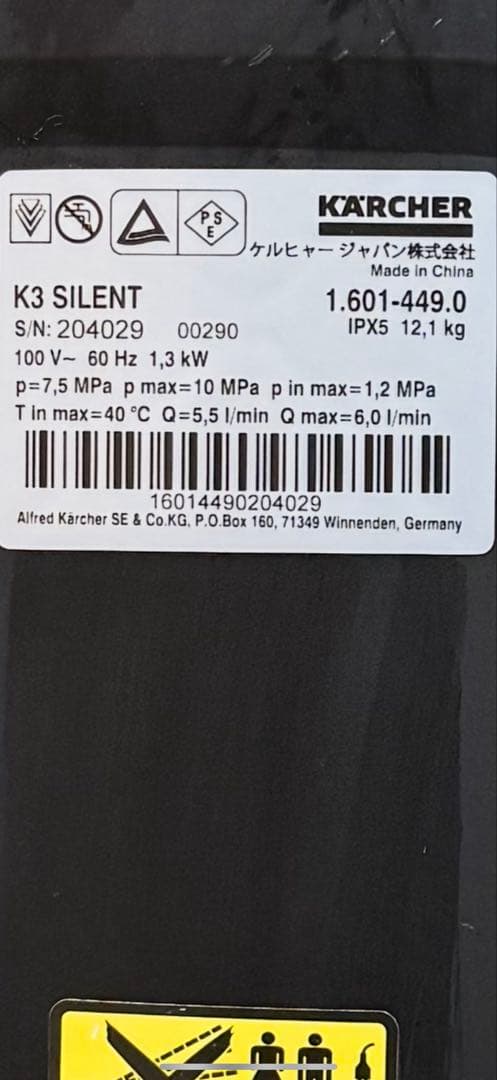 KÄRCHER
PSE
ケルヒャー ジャパン株式会社
Made in China
K3 SILENT 1.601-449.0
S/N: 204029 00290 IPX5 12,1 kg
100 V~ 60 Hz 1,3 kW
p=7,5 MPa p max=10 MPa p in max=1,2 MPa
T in max=40 °C Q=5,5 l/min Q max=6,0 l/min
16014490204029
Alfred Kärcher SE & Co.KG, P.O.Box 160, 71349 Winnenden, Germany